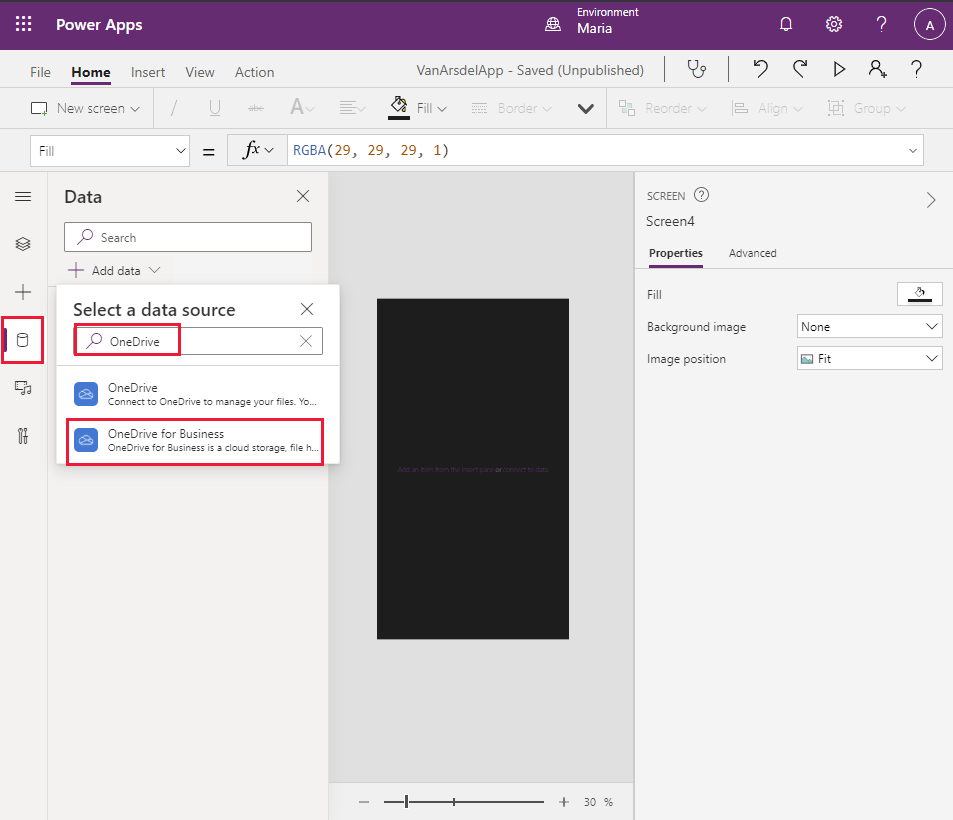 Power Apps
Environment
Maria
A
File
Home
Insert
View
Action
VanArsdelApp - Saved (Unpublished)
New screen
abc
A
Fill
Border
Reorder
Align
Group
Fill
=
fx
RGBA(29, 29, 29, 1)
Data
Search
Add data
Select a data source
OneDrive
OneDrive
Connect to OneDrive to manage your files. Yo...
OneDrive for Business
OneDrive for Business is a cloud storage, file h...
Add an item from the insert pane or connect to data
SCREEN
Screen4
Properties
Advanced
Fill
Background image
None
Image position
Fit
30 %